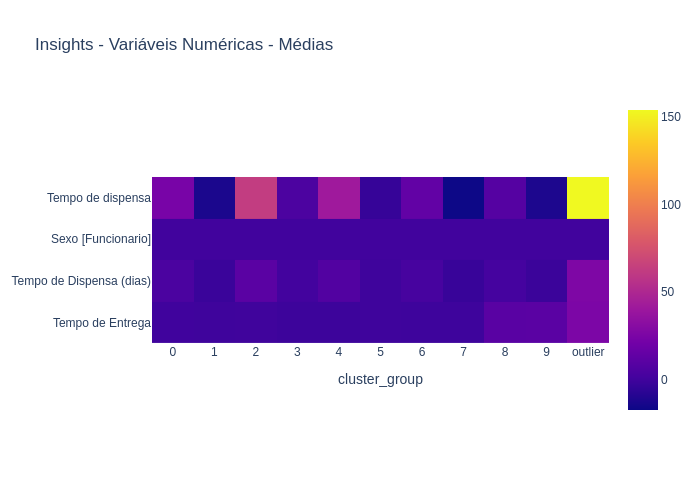 Insights - Variáveis Numéricas - Médias
Tempo de dispensa
Sexo [Funcionario]
Tempo de Dispensa (dias)
Tempo de Entrega
0 1 2 3 4 5 6 7 8 9 outlier
cluster_group
150
100
50
0